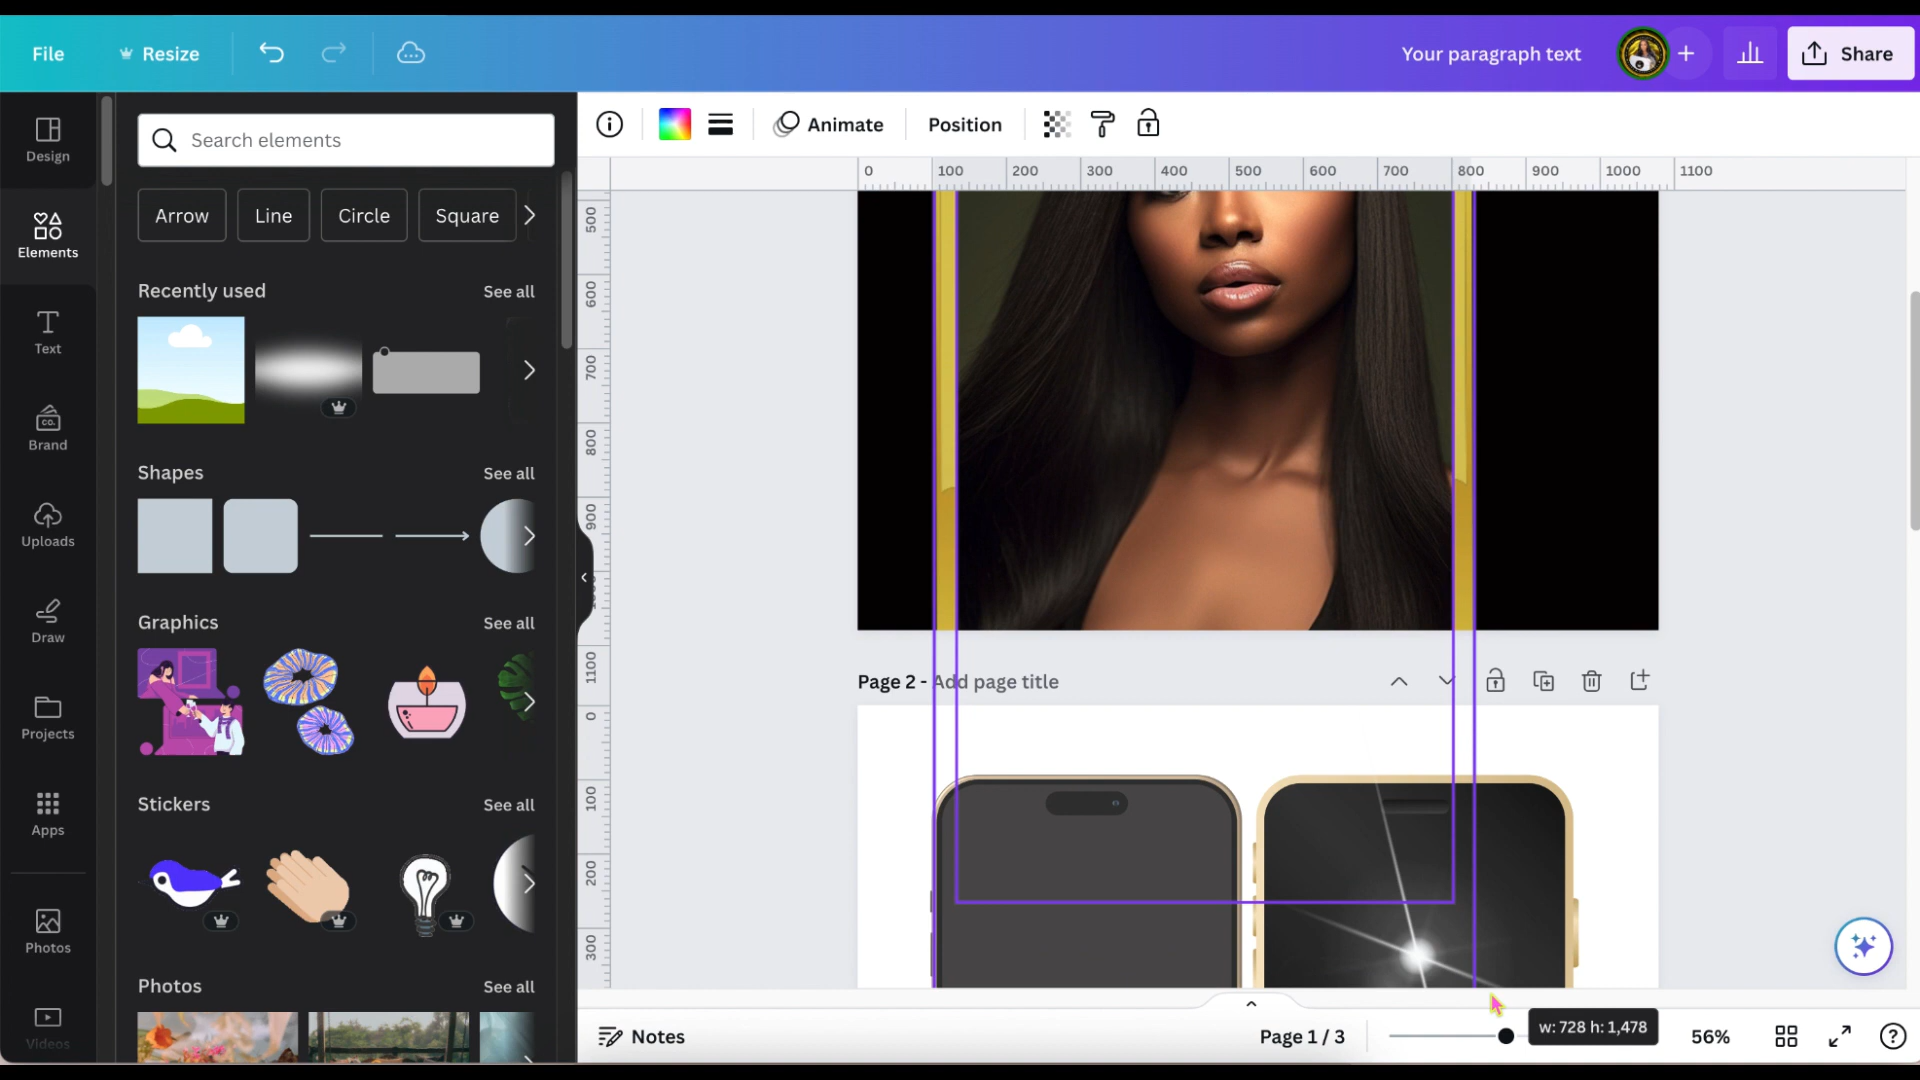 File
Resize
Your paragraph text
Share
Design
Elements
Text
Brand
CO.
Uploads
Draw
Projects
Apps
Photos
Videos
Search elements
Arrow
Line
Circle
Square
Recently used
See all
Shapes
See all
Graphics
See all
Stickers
See all
Photos
See all
Animate
Position
0 100 200 300 400 500 600 700 800 900 1000 1100
500
600
700
800
900
1100
0
100
200
300
Page 2 - Add page title
Notes
Page 1 / 3
w: 728 h: 1,478
56%